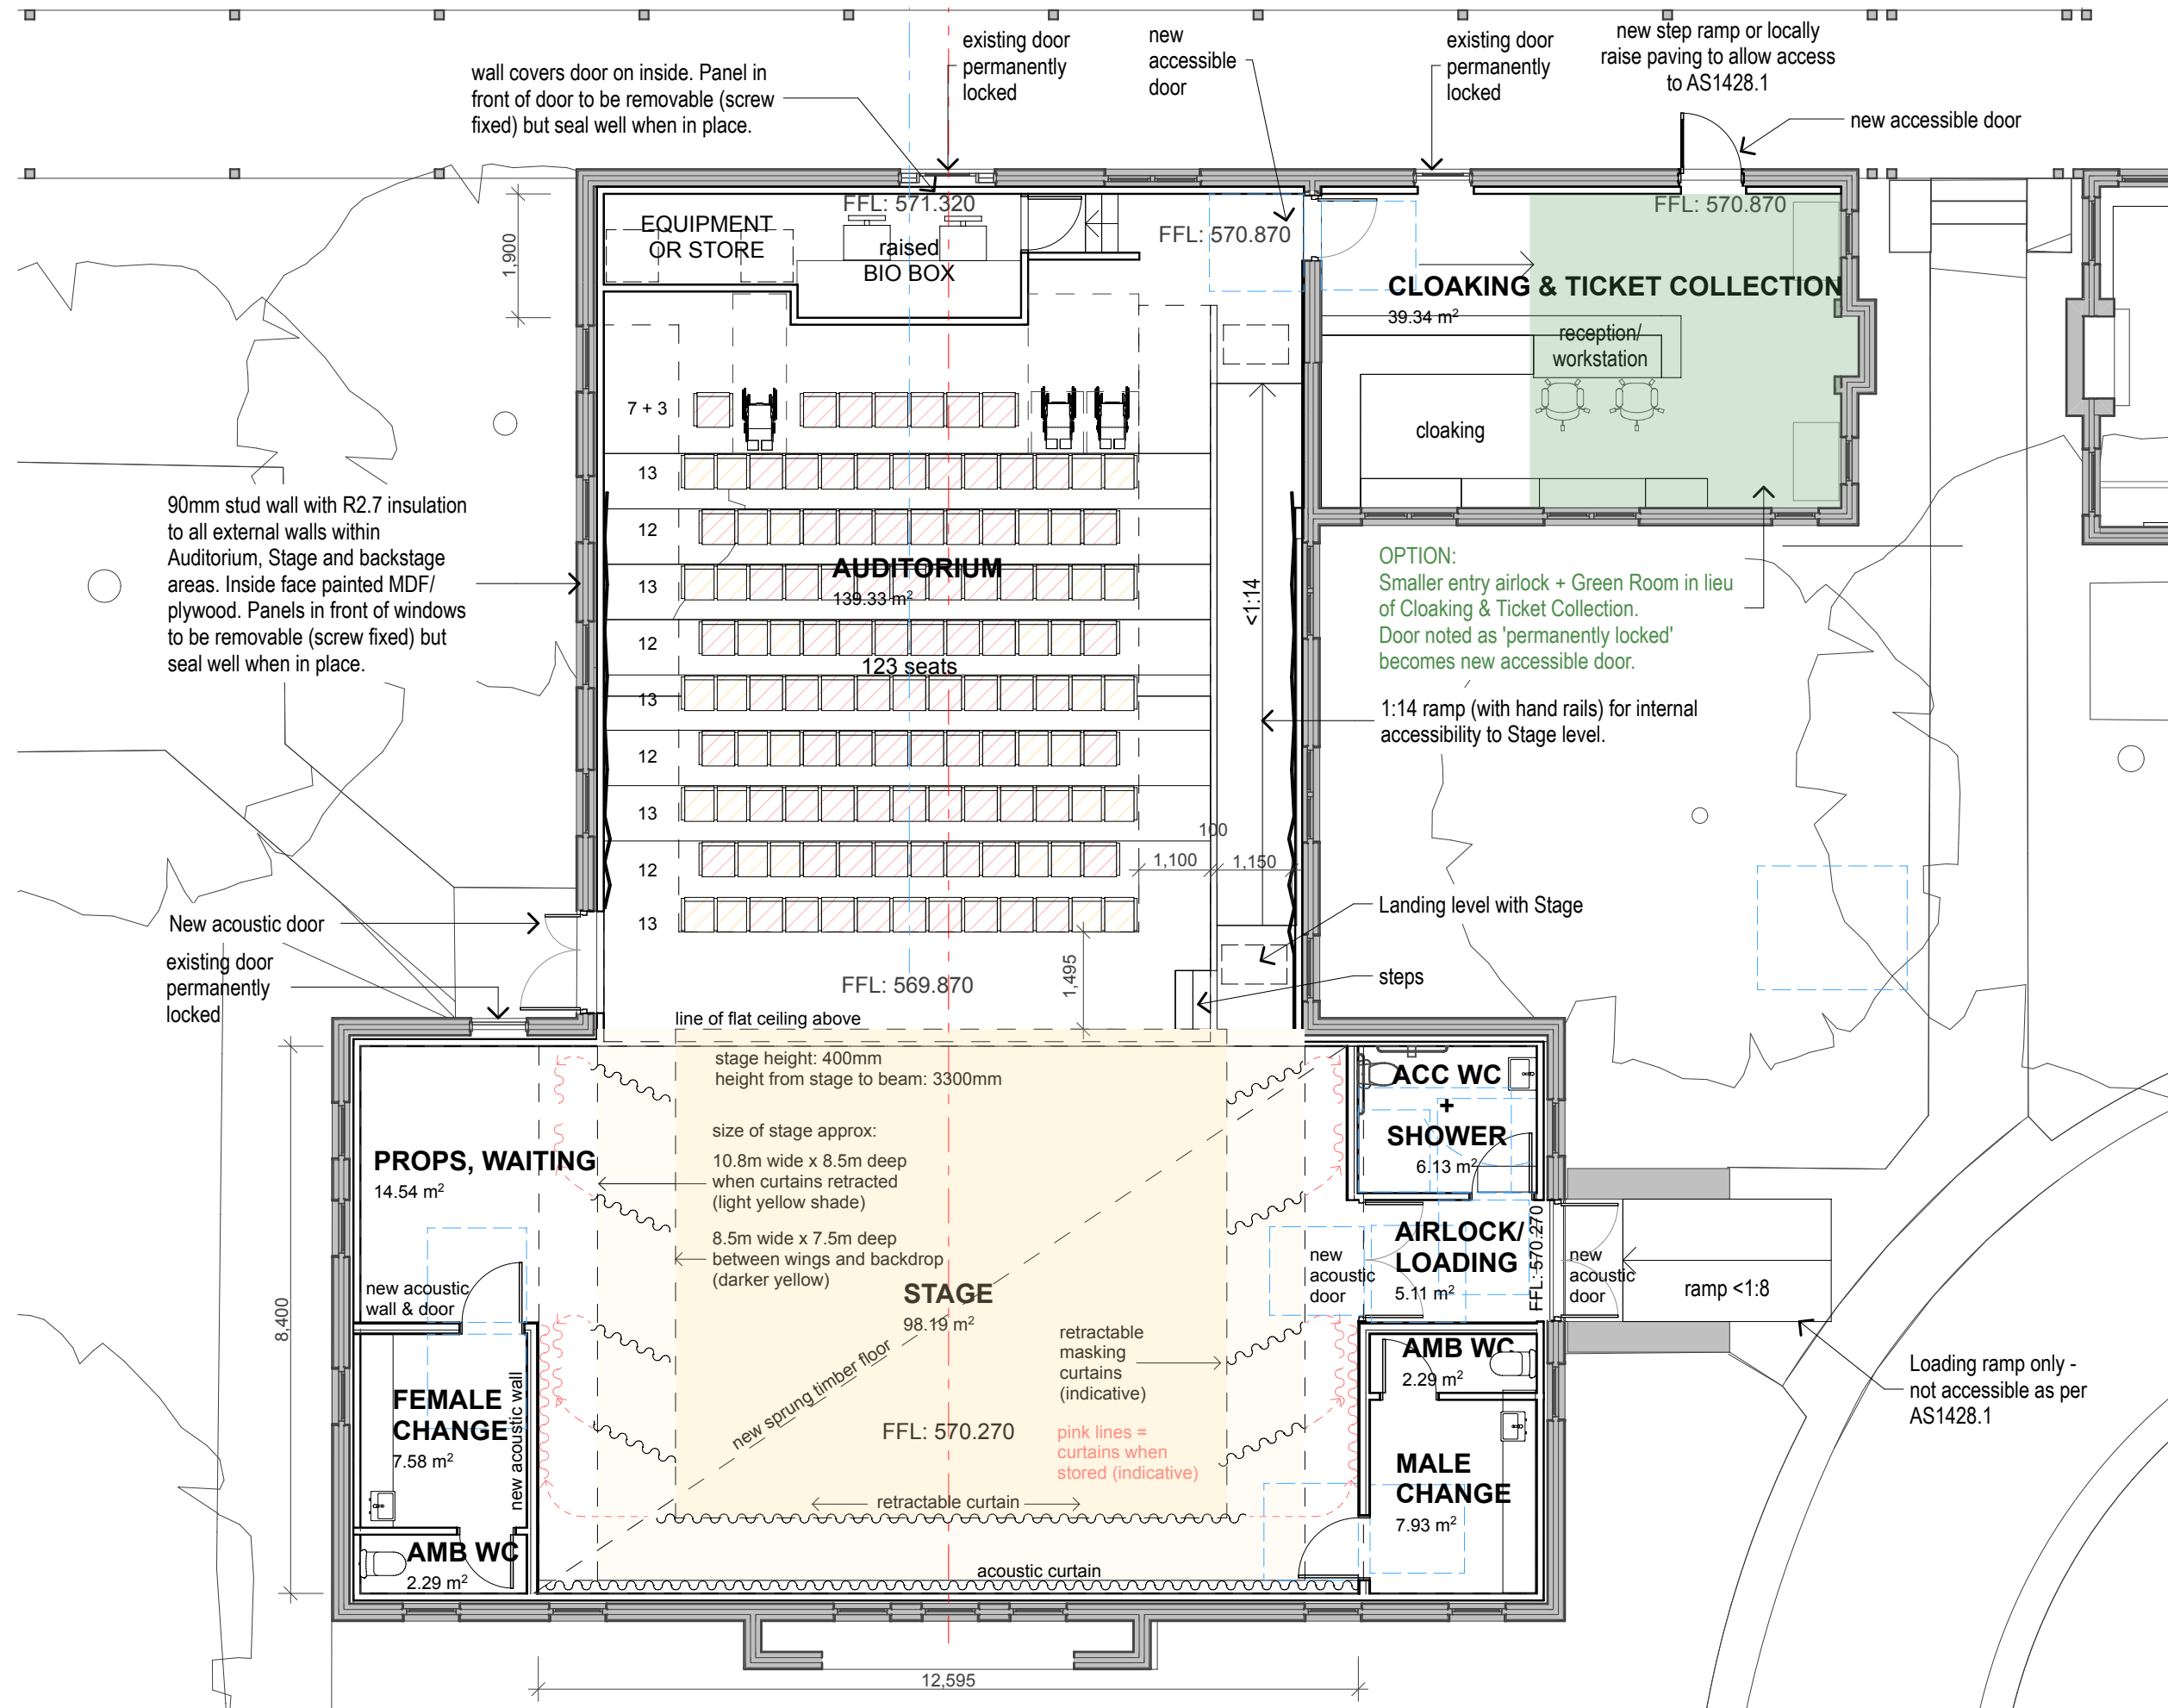 wall covers door on inside. Panel in
front of door to be removable (screw
fixed) but seal well when in place.
existing door
permanently
locked
new
accessible
door
existing door
permanently
locked
new step ramp or locally
raise paving to allow access
to AS1428.1
new accessible door
FFL: 571.320
EQUIPMENT
OR STORE
raised
BIO BOX
1,900
FFL: 570.870
FFL: 570.870
CLOAKING & TICKET COLLECTION
39.34 m²
reception/
workstation
cloaking
7 + 3
13
12
13
12
13
12
13
12
13
AUDITORIUM
139.33 m²
123 seats
<1:14
90mm stud wall with R2.7 insulation
to all external walls within
Auditorium, Stage and backstage
areas. Inside face painted MDF/
plywood. Panels in front of windows
to be removable (screw fixed) but
seal well when in place.
OPTION:
Smaller entry airlock + Green Room in lieu
of Cloaking & Ticket Collection.
Door noted as 'permanently locked'
becomes new accessible door.
1:14 ramp (with hand rails) for internal
accessibility to Stage level.
100
1,100
1,150
New acoustic door
existing door
permanently
locked
Landing level with Stage
steps
1,495
FFL: 569.870
line of flat ceiling above
stage height: 400mm
height from stage to beam: 3300mm
size of stage approx:
10.8m wide x 8.5m deep
when curtains retracted
(light yellow shade)
8.5m wide x 7.5m deep
between wings and backdrop
(darker yellow)
PROPS, WAITING
14.54 m²
ACC WC
+
SHOWER
6.13 m²
AIRLOCK/
LOADING
5.11 m²
FFL: 570.270
new
acoustic
door
new
acoustic
door
ramp <1:8
Loading ramp only -
not accessible as per
AS1428.1
STAGE
98.19 m²
new sprung timber floor
FFL: 570.270
retractable
masking
curtains
(indicative)
pink lines =
curtains when
stored (indicative)
retractable curtain
acoustic curtain
new acoustic
wall & door
new acoustic wall
FEMALE
CHANGE
7.58 m²
AMB WC
2.29 m²
AMB WC
2.29 m²
MALE
CHANGE
7.93 m²
8,400
12,595